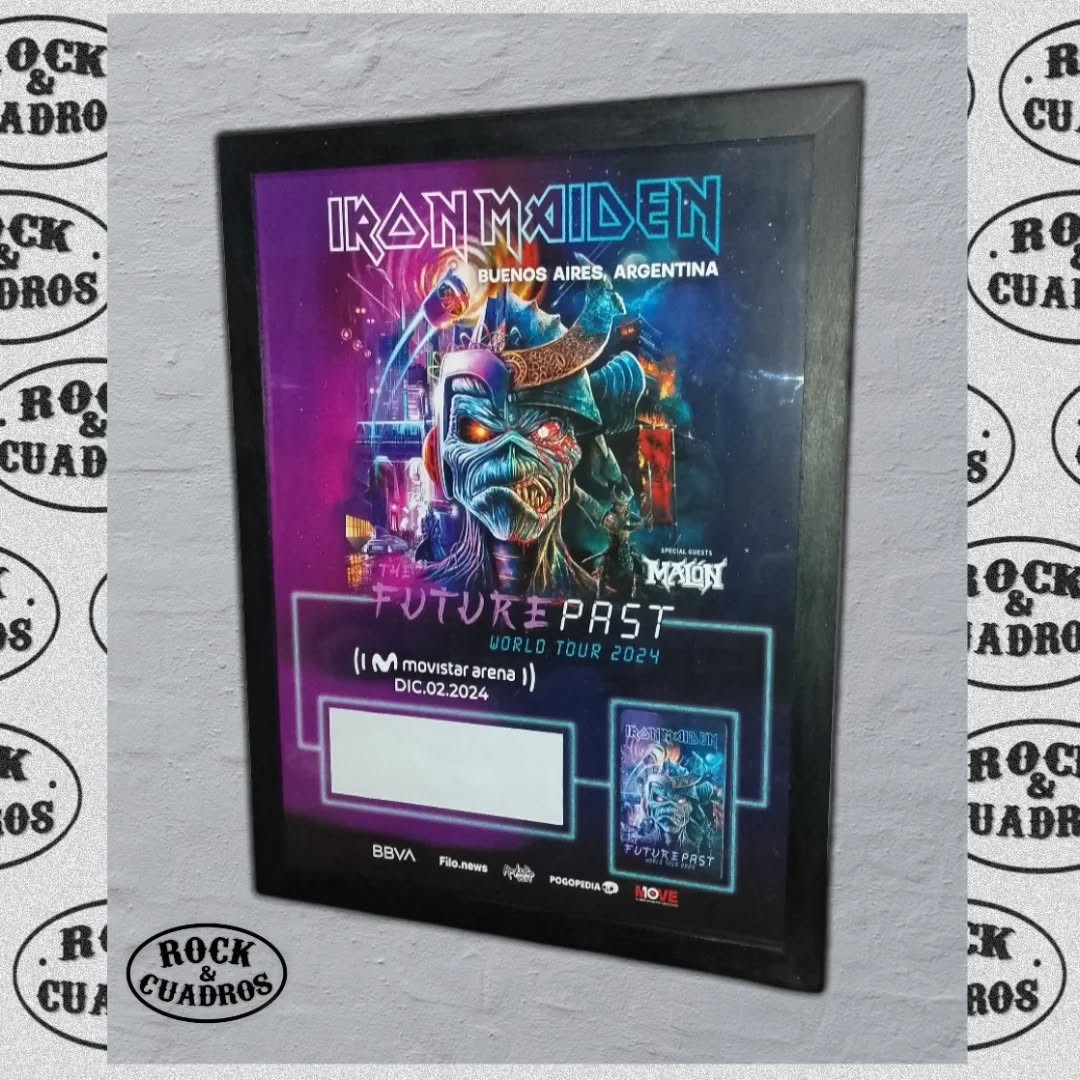 IRON MAIDEN
BUENOS AIRES, ARGENTINA
SPECIAL GUESTS
MALÓN
THE
FUTURE PAST
WORLD TOUR 2024
movistar arena
DIC.02.2024
IRON MAIDEN
FUTURE PAST
BBVA
Filo.news
POGOPEDIA
MOVE
ROCK
&
CUADROS